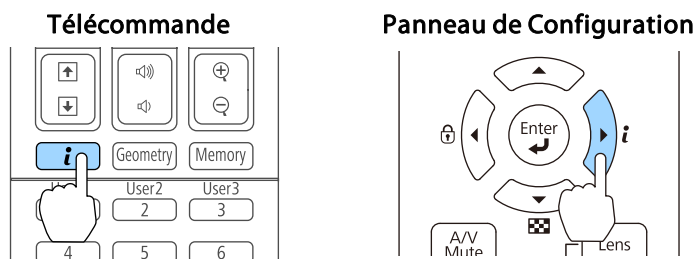 Télécommande
Panneau de Configuration
i
Geometry
Memory
User2
User3
2
3
4
5
6
Enter
i
A/V
Mute
Lens